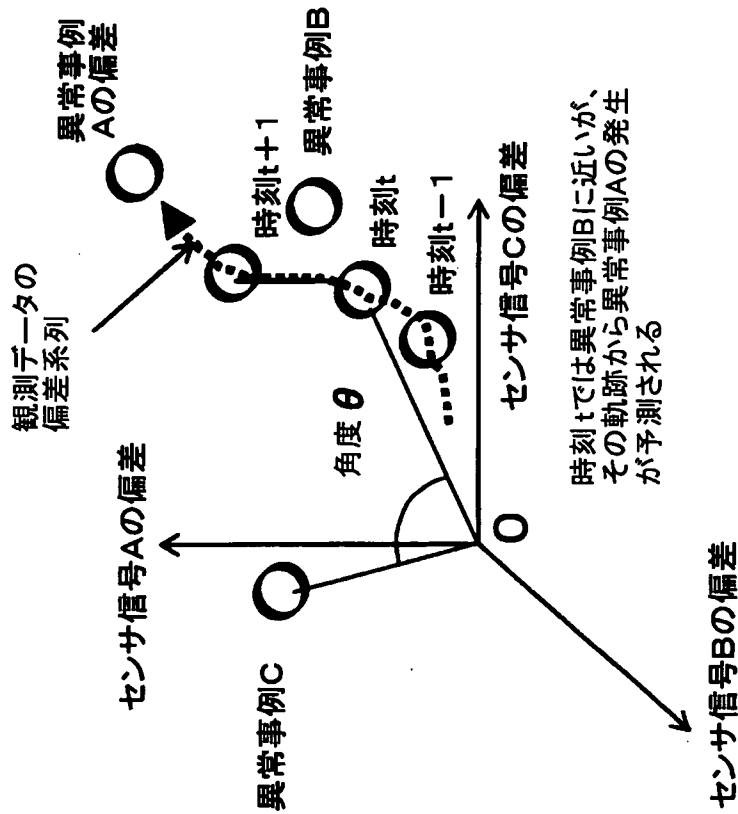 観測データの
偏差系列
異常事例
Aの偏差
時刻t+1
異常事例B
時刻t
時刻t-1
センサ信号Aの偏差
角度 θ
異常事例C
センサ信号Cの偏差
O
センサ信号Bの偏差
時刻tでは異常事例Bに近いが、
その軌跡から異常事例Aの発生
が予測される